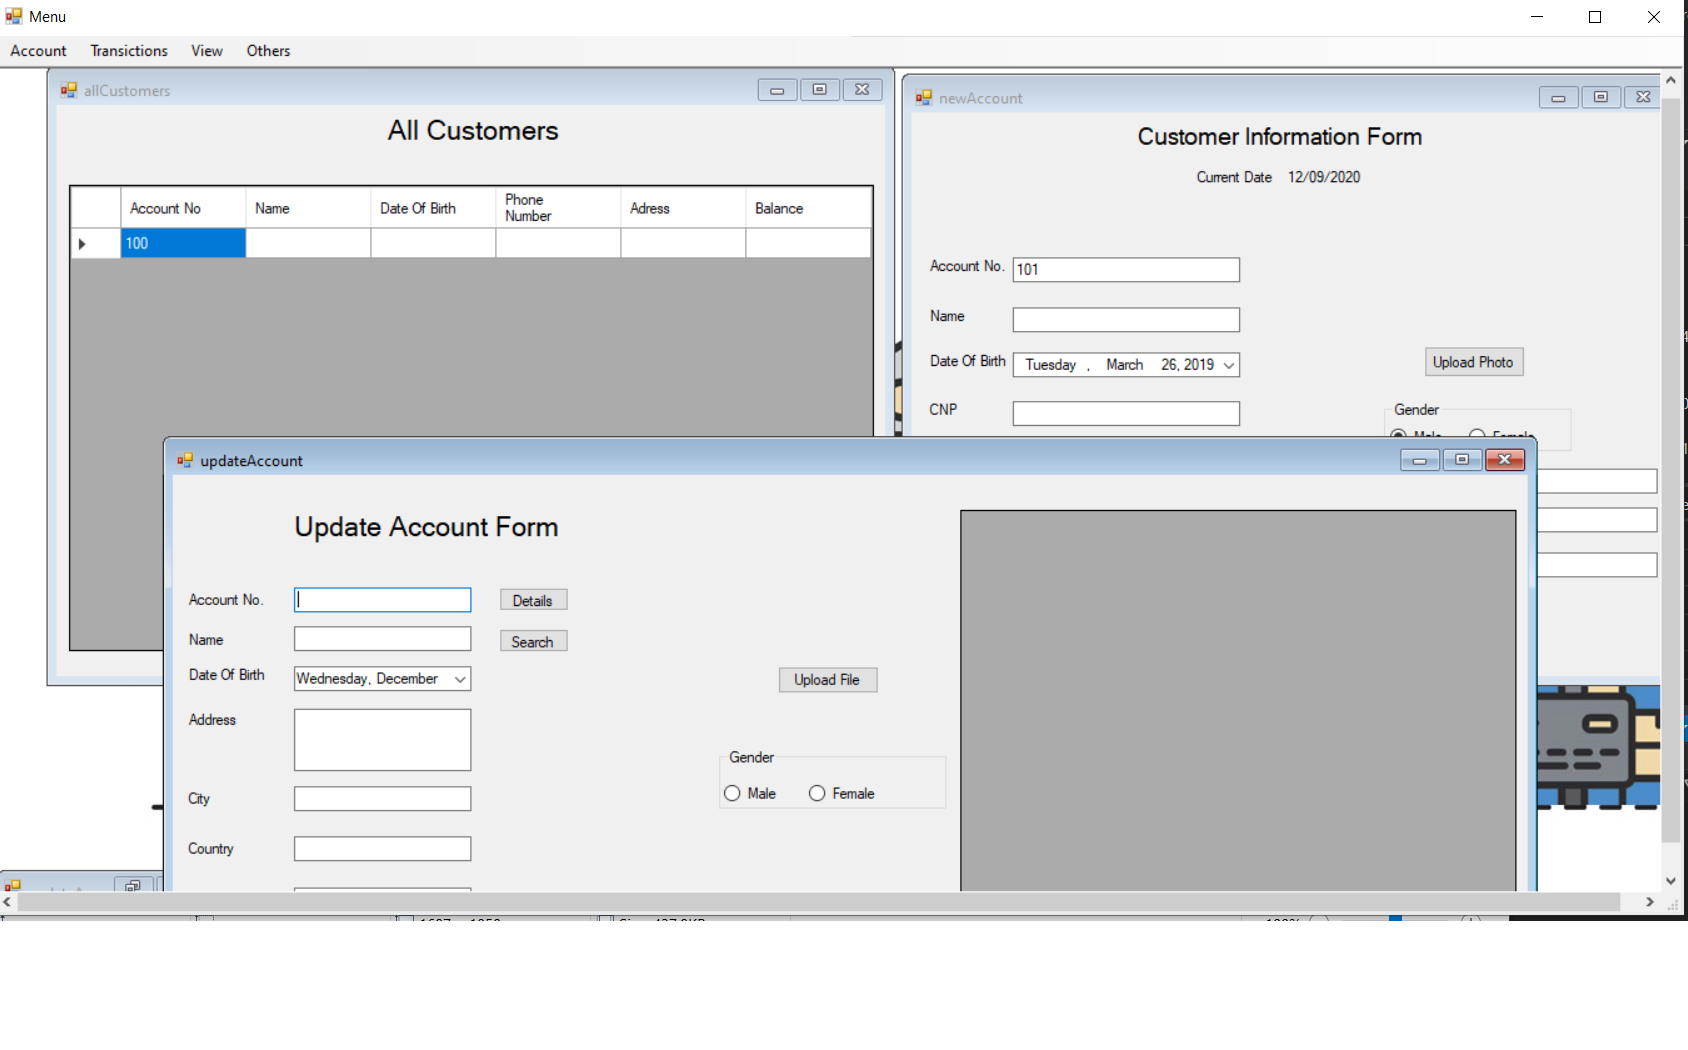 Menu
Account Transictions View Others
allCustomers
All Customers
Account No Name Date Of Birth Phone Number Adress Balance
100
newAccount
Customer Information Form
Current Date 12/09/2020
Account No. 101
Name
Date Of Birth Tuesday , March 26, 2019
Upload Photo
CNP
Gender
Male Female
updateAccount
Update Account Form
Account No. Details
Name Search
Date Of Birth Wednesday, December
Upload File
Address
Gender
Male Female
City
Country